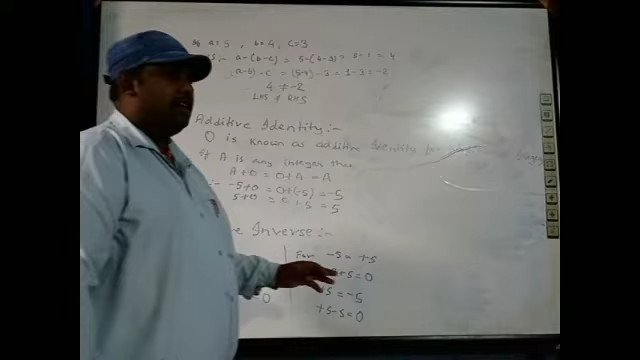 If a=5, b=4, C=3
a-(b-c) = 5-(4-3) = 5-1 = 4
(a-b)-c = (5-4)-3 = 1-3 = -2
4 ≠ -2
LHS ≠ RHS
Additive Identity:-
0 is known as additive Identity for
if A is any integer then
A+0 = 0+A = A
-5+0 = 0+(-5) = -5
5+0 = 0+5 = 5
Inverse:-
For -5 = +5
+5=0
+5 = -5
+5-5=0
= 0